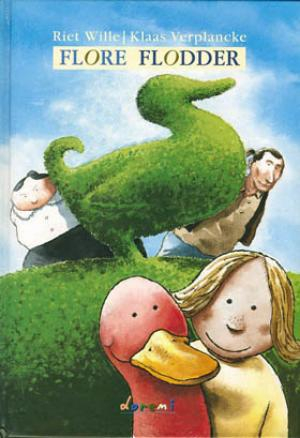 Riet Wille | Klaas Verplancke
FLORE FLODDER
doremi